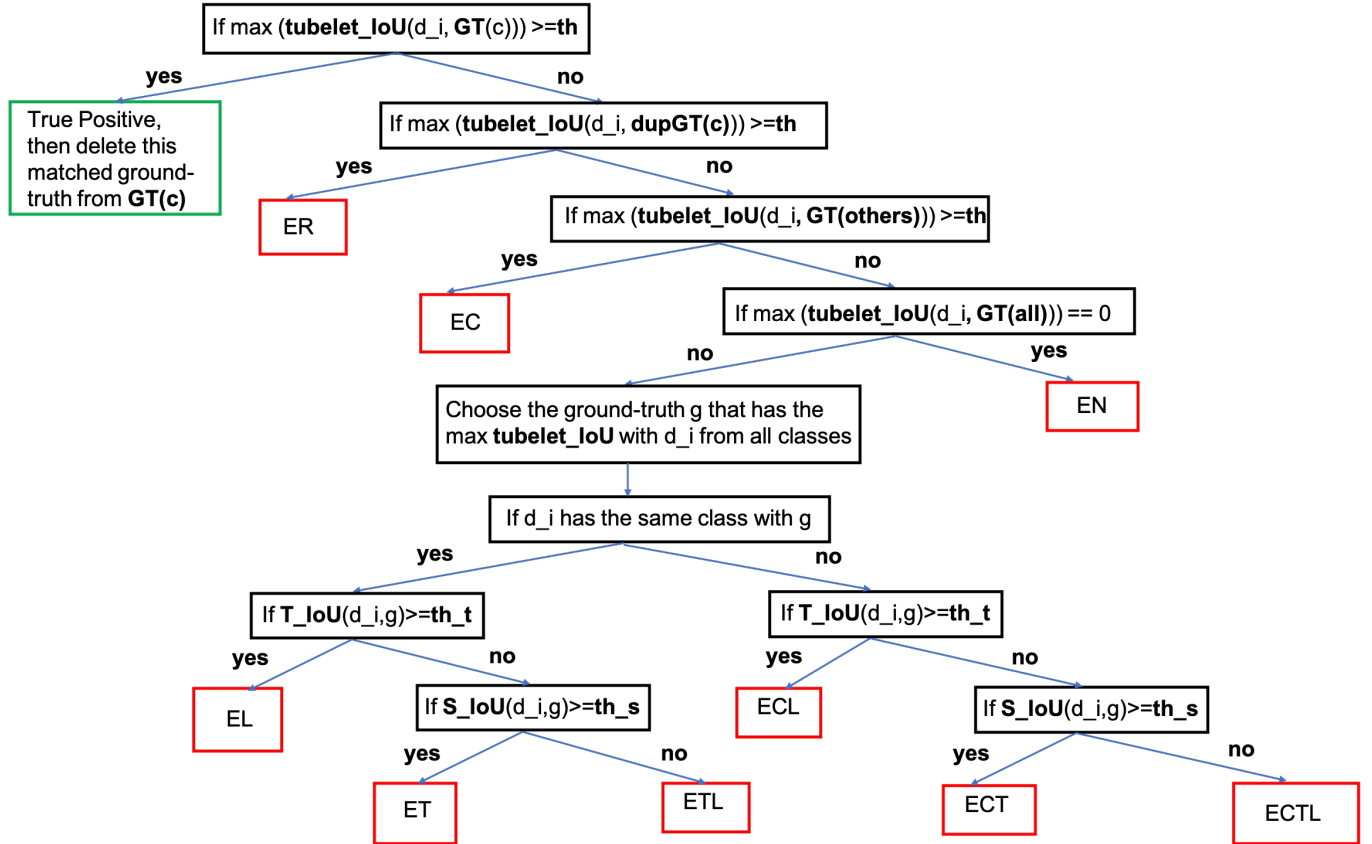 If max (tubelet_IoU(d_i, GT(c))) >=th
yes
no
True Positive,
then delete this
matched ground-
truth from GT(c)
If max (tubelet_IoU(d_i, dupGT(c))) >=th
yes
no
ER
If max (tubelet_IoU(d_i, GT(others))) >=th
yes
no
EC
If max (tubelet_IoU(d_i, GT(all))) == 0
no
yes
EN
Choose the ground-truth g that has the
max tubelet_IoU with d_i from all classes
If d_i has the same class with g
yes
no
If T_IoU(d_i,g)>=th_t
If T_IoU(d_i,g)>=th_t
yes
no
yes
no
EL
If S_IoU(d_i,g)>=th_s
ECL
If S_IoU(d_i,g)>=th_s
yes
no
yes
no
ET
ETL
ECT
ECTL